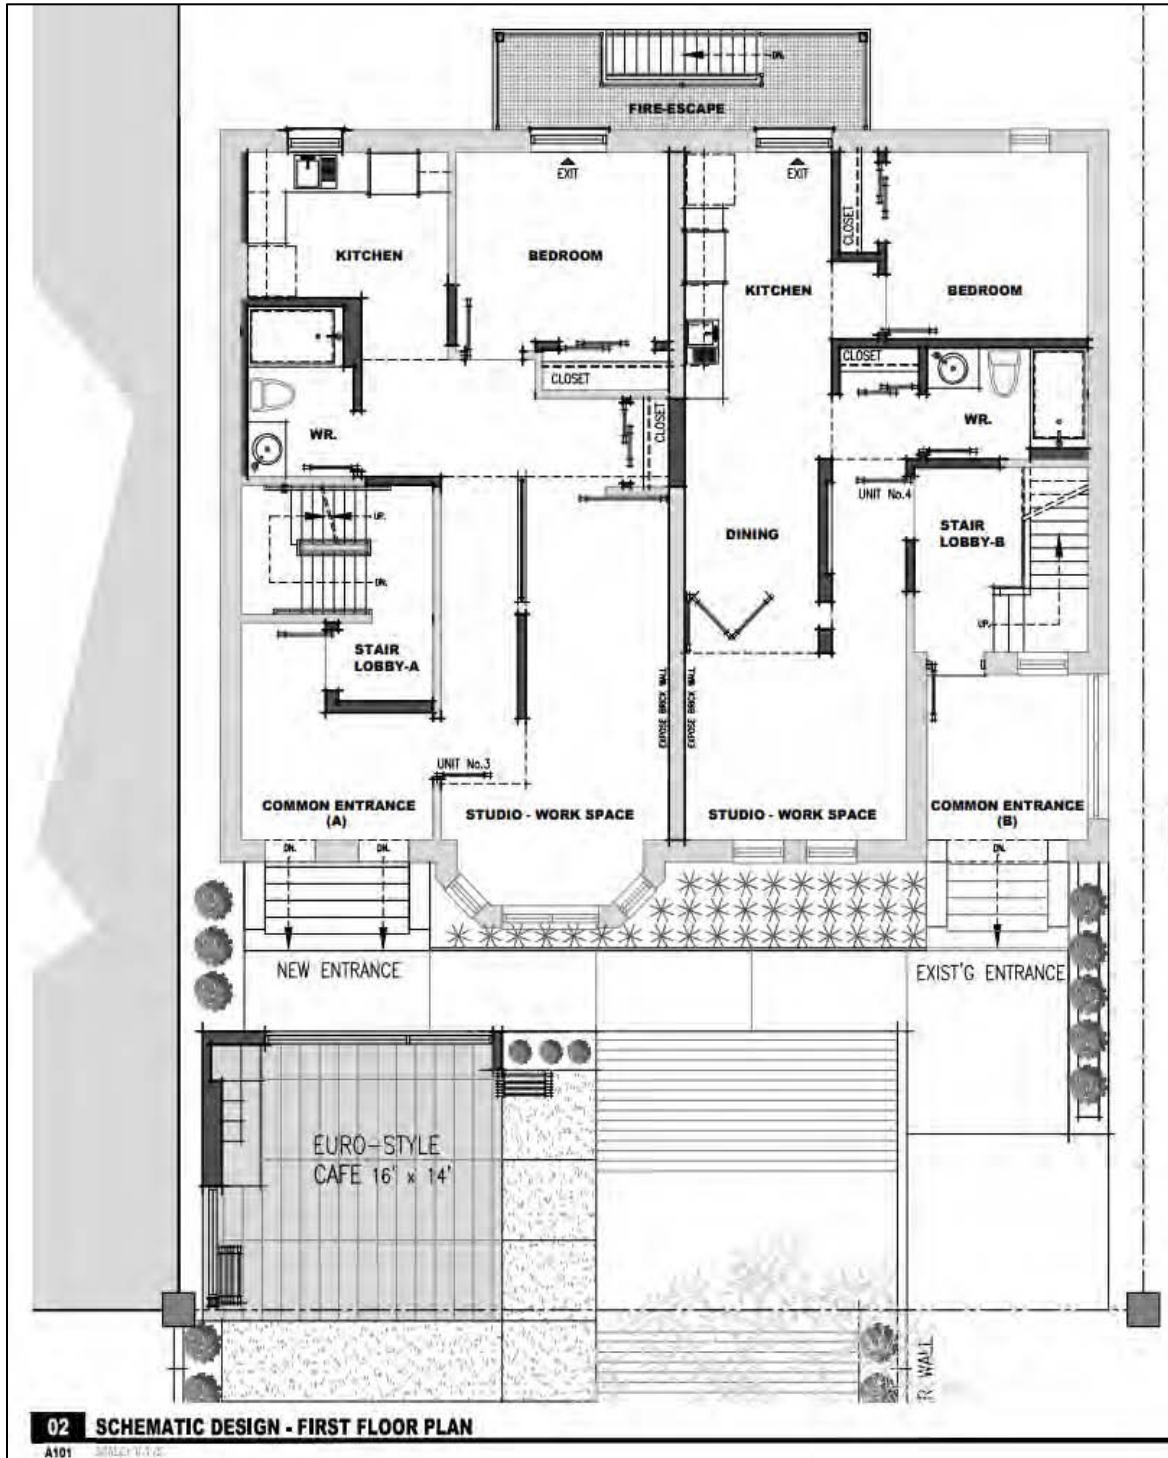 DN.
FIRE-ESCAPE
EXIT
EXIT
CLOSET
KITCHEN
BEDROOM
KITCHEN
BEDROOM
CLOSET
CLOSET
CLOSET
WR.
WR.
UNIT No.4
UP.
DINING
STAIR
LOBBY-B
DN.
UP.
STAIR
LOBBY-A
EXPOSE BRICK WALL
EXPOSE BRICK WALL
UNIT No.3
COMMON ENTRANCE
(A)
STUDIO - WORK SPACE
STUDIO - WORK SPACE
COMMON ENTRANCE
(B)
DN.
DN.
DN.
NEW ENTRANCE
EXIST'G ENTRANCE
EURO-STYLE
CAFE 16' x 14'
R WALL
02 SCHEMATIC DESIGN - FIRST FLOOR PLAN
A101